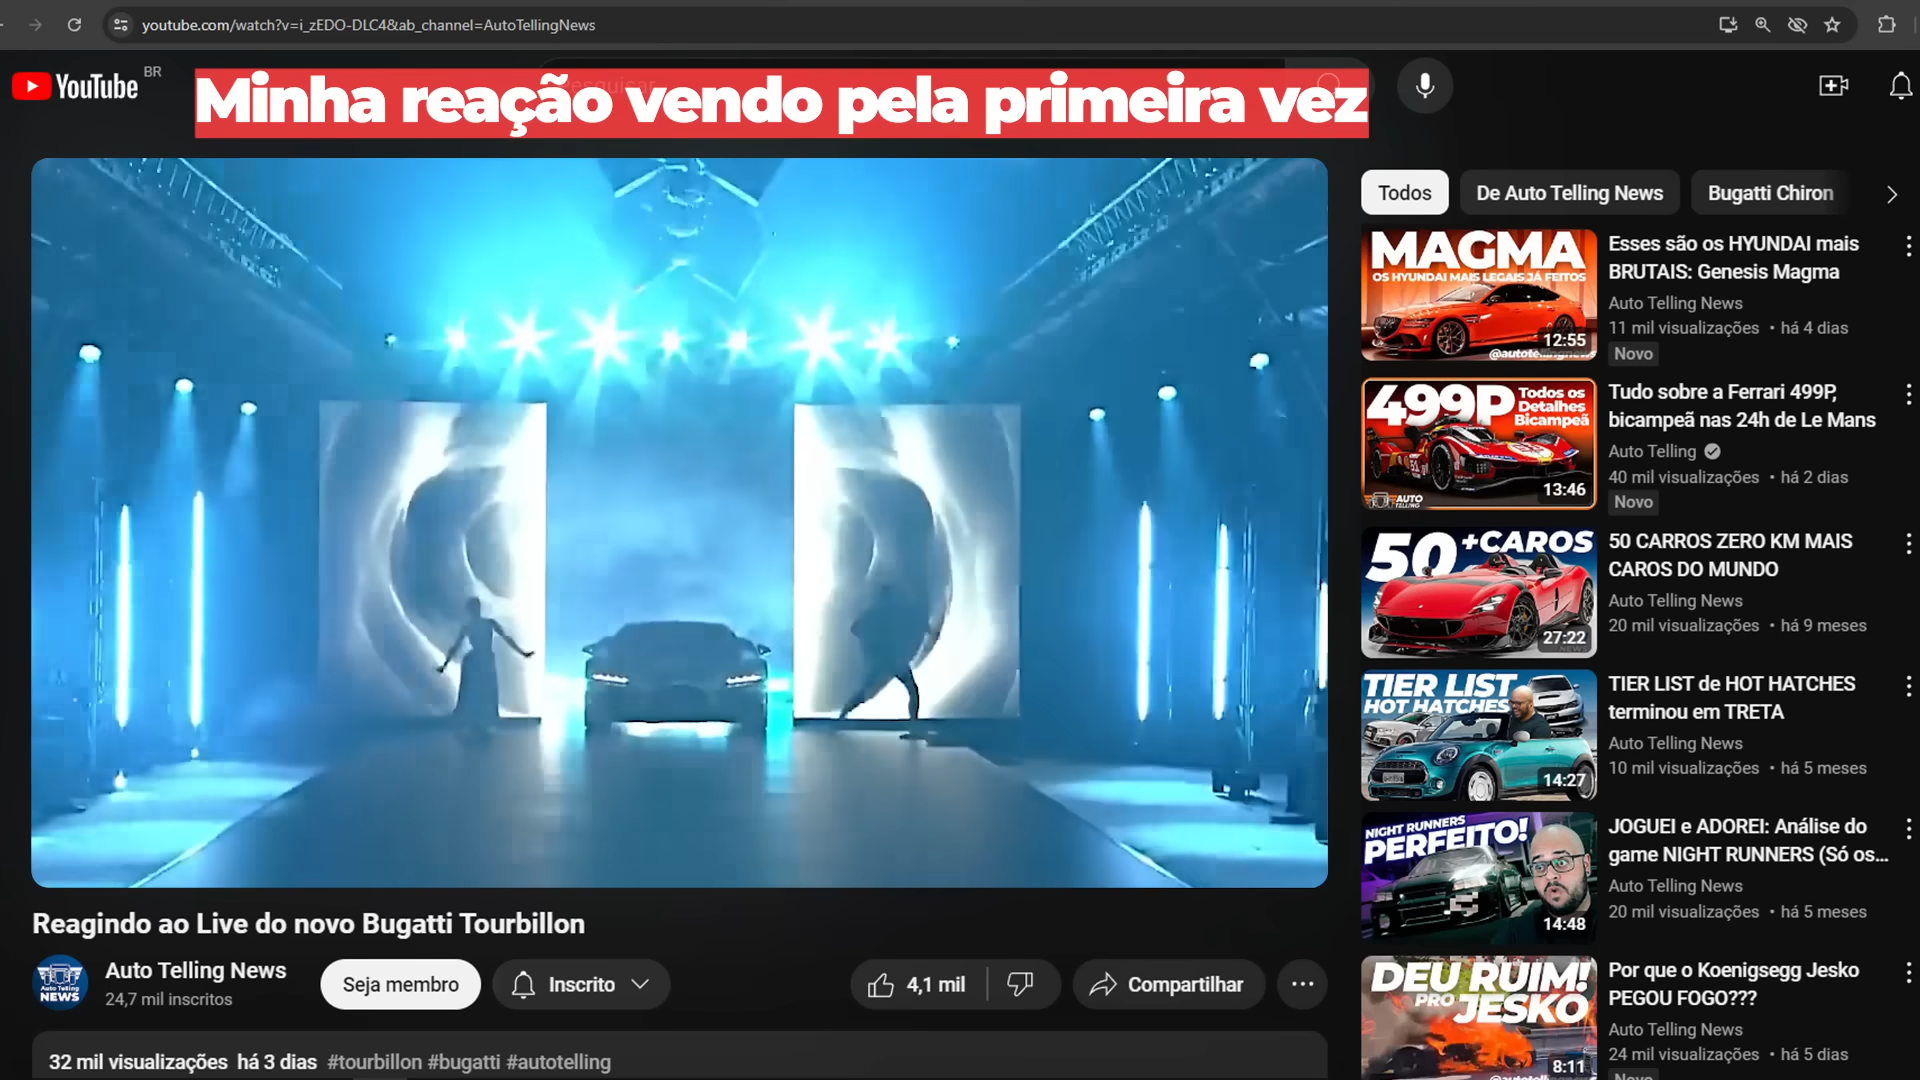 youtube.com/watch?v=i_zEDO-DLC4&ab_channel=AutoTellingNews
YouTube BR
Minha reação vendo pela primeira vez
Todos
De Auto Telling News
Bugatti Chiron
MAGMA
OS HYUNDAI MAIS LEGAIS JÁ FEITOS
12:55
Esses são os HYUNDAI mais
BRUTAIS: Genesis Magma
Auto Telling News
11 mil visualizações • há 4 dias
Novo
499P
Todos os
Detalhes
Bicampeã
AUTO
TELLING
13:46
Tudo sobre a Ferrari 499P,
bicampeã nas 24h de Le Mans
Auto Telling
40 mil visualizações • há 2 dias
Novo
50 +CAROS
27:22
50 CARROS ZERO KM MAIS
CAROS DO MUNDO
Auto Telling News
20 mil visualizações • há 9 meses
TIER LIST
HOT HATCHES
14:27
TIER LIST de HOT HATCHES
terminou em TRETA
Auto Telling News
10 mil visualizações • há 5 meses
NIGHT RUNNERS
PERFEITO!
14:48
JOGUEI e ADOREI: Análise do
game NIGHT RUNNERS (Só os...
Auto Telling News
20 mil visualizações • há 5 meses
DEU RUIM!
PRO JESKO
8:11
Por que o Koenigsegg Jesko
PEGOU FOGO???
Auto Telling News
24 mil visualizações • há 5 dias
Reagindo ao Live do novo Bugatti Tourbillon
Auto Telling
NEWS
Auto Telling News
24,7 mil inscritos
Seja membro
Inscrito
4,1 mil
Compartilhar
32 mil visualizações há 3 dias #tourbillon #bugatti #autotelling